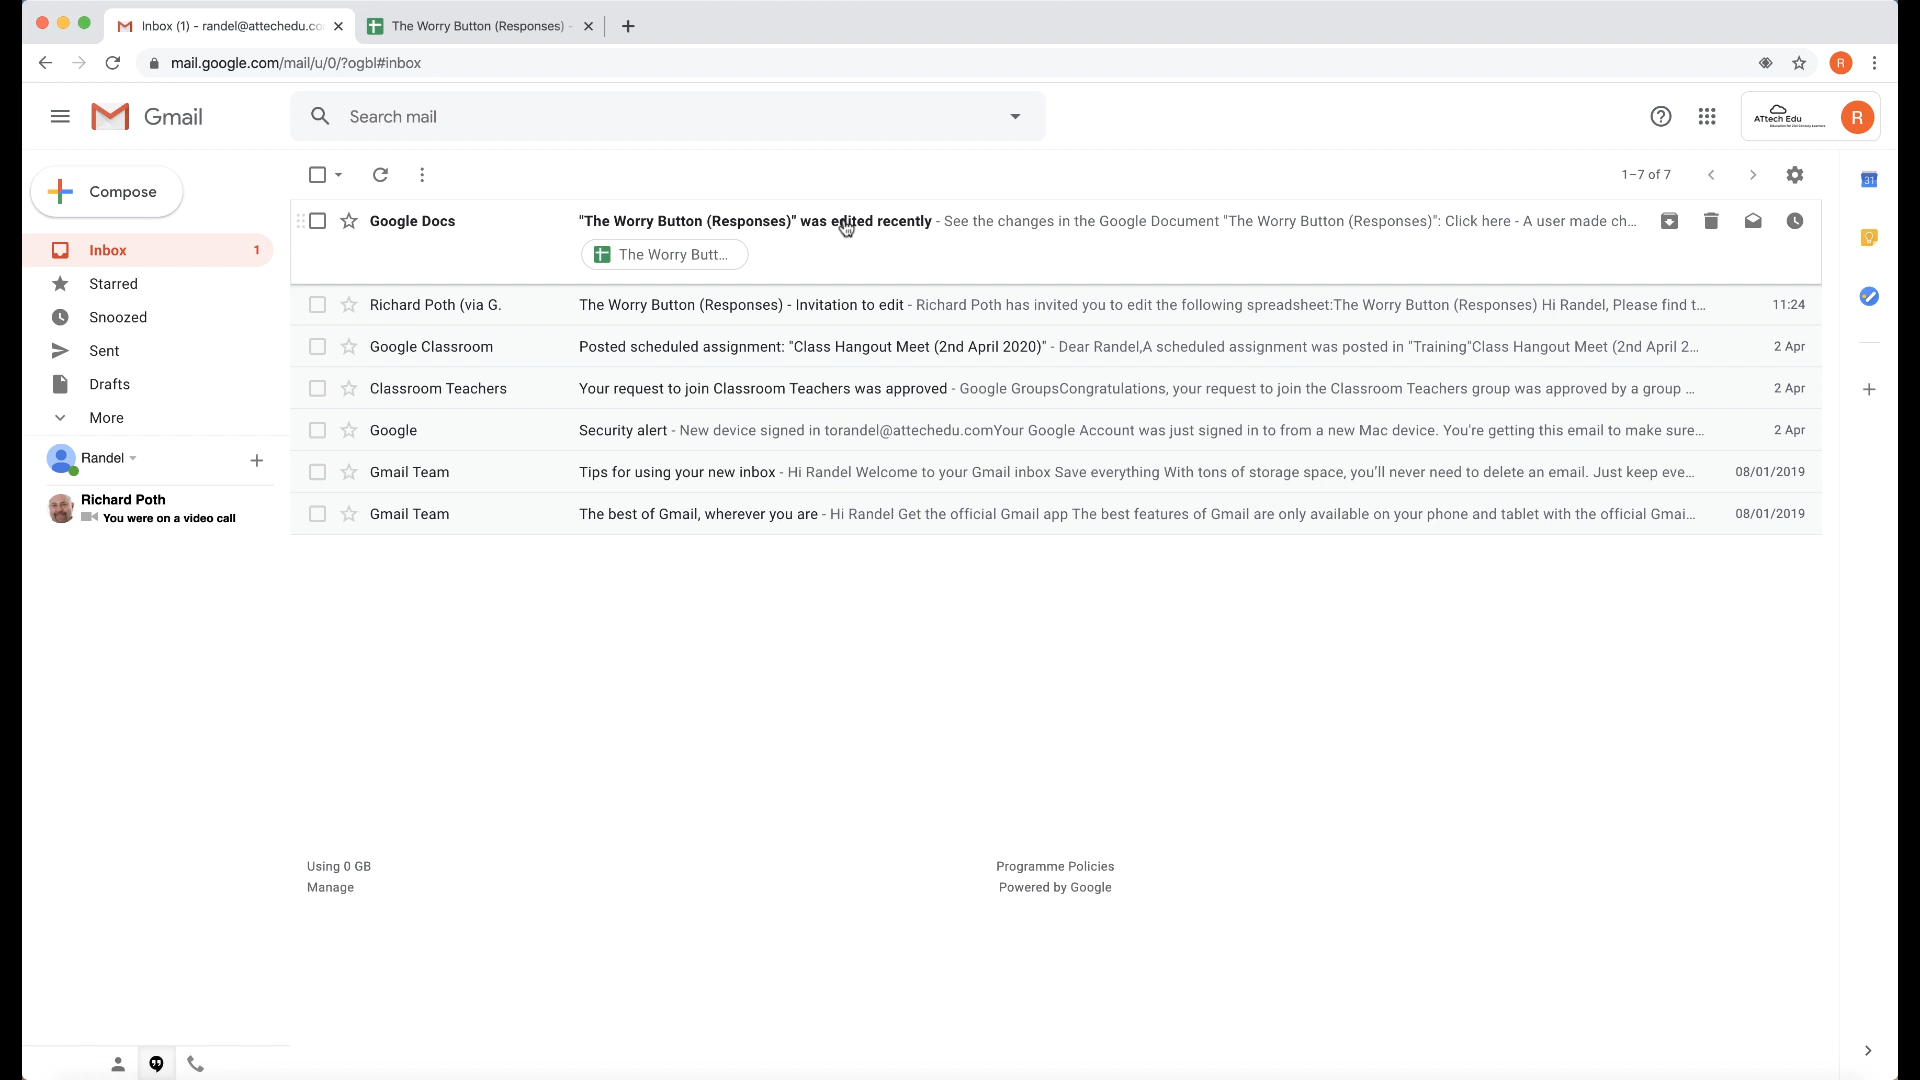 Inbox (1) - randel@attechedu.co
The Worry Button (Responses) -
mail.google.com/mail/u/0/?ogbl#inbox
R
Gmail
Search mail
ATtech Edu
R
Compose
1–7 of 7
31
Google Docs "The Worry Button (Responses)" was edited recently - See the changes in the Google Document "The Worry Button (Responses)": Click here - A user made ch...
The Worry Butt...
Inbox 1
Starred
Snoozed
Sent
Drafts
More
Richard Poth (via G. The Worry Button (Responses) - Invitation to edit - Richard Poth has invited you to edit the following spreadsheet:The Worry Button (Responses) Hi Randel, Please find t... 11:24
Google Classroom Posted scheduled assignment: "Class Hangout Meet (2nd April 2020)" - Dear Randel,A scheduled assignment was posted in "Training"Class Hangout Meet (2nd April 2... 2 Apr
Classroom Teachers Your request to join Classroom Teachers was approved - Google GroupsCongratulations, your request to join the Classroom Teachers group was approved by a group ... 2 Apr
Google Security alert - New device signed in torandel@attechedu.comYour Google Account was just signed in to from a new Mac device. You're getting this email to make sure... 2 Apr
Gmail Team Tips for using your new inbox - Hi Randel Welcome to your Gmail inbox Save everything With tons of storage space, you'll never need to delete an email. Just keep eve... 08/01/2019
Gmail Team The best of Gmail, wherever you are - Hi Randel Get the official Gmail app The best features of Gmail are only available on your phone and tablet with the official Gmai... 08/01/2019
Randel
Richard Poth
You were on a video call
Using 0 GB
Manage
Programme Policies
Powered by Google